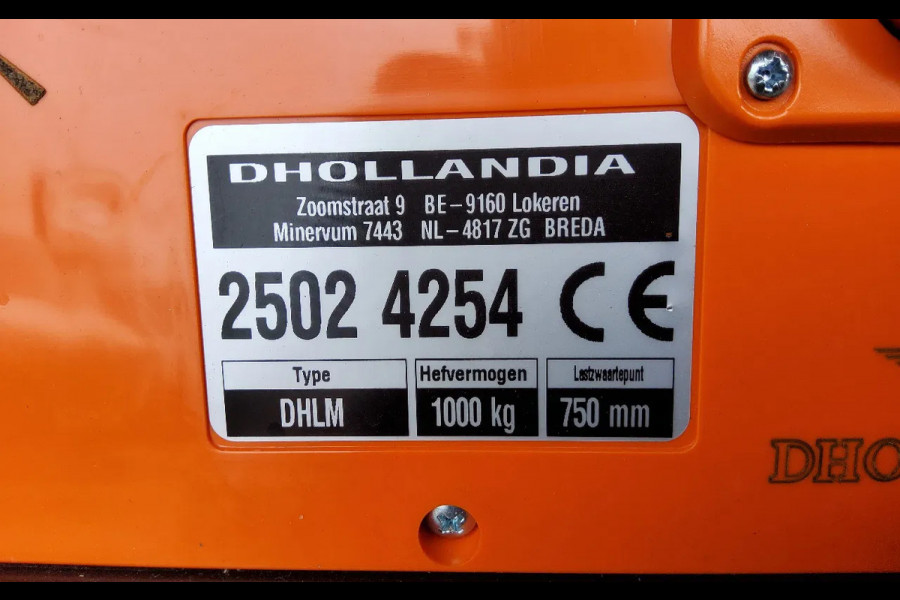 DHOLLANDIA
Zoomstraat 9 BE-9160 Lokeren
Minervum 7443 NL-4817 ZG BREDA
2502 4254 CE
Type Hefvermogen Lastzwaartepunt
DHLM 1000 kg 750 mm
DHO